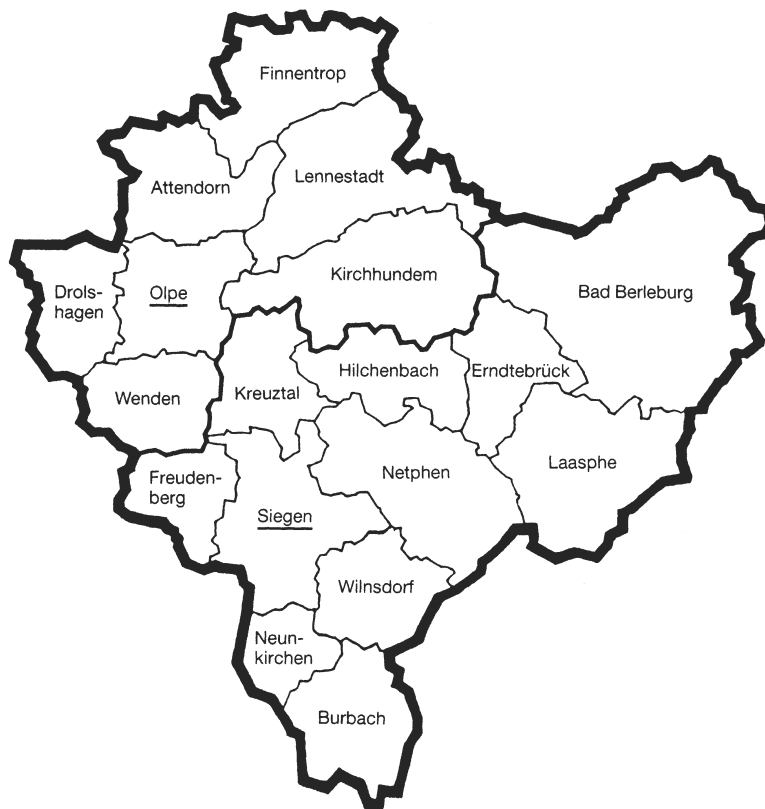 Finnentrop
Lennestadt
Attendorn
Kirchhundem
Bad Berleburg
Drols-
hagen
Olpe
Wenden
Kreuztal
Hilchenbach
Erndtebrück
Freuden-
berg
Netphen
Laasphe
Siegen
Wilnsdorf
Neun-
kirchen
Burbach